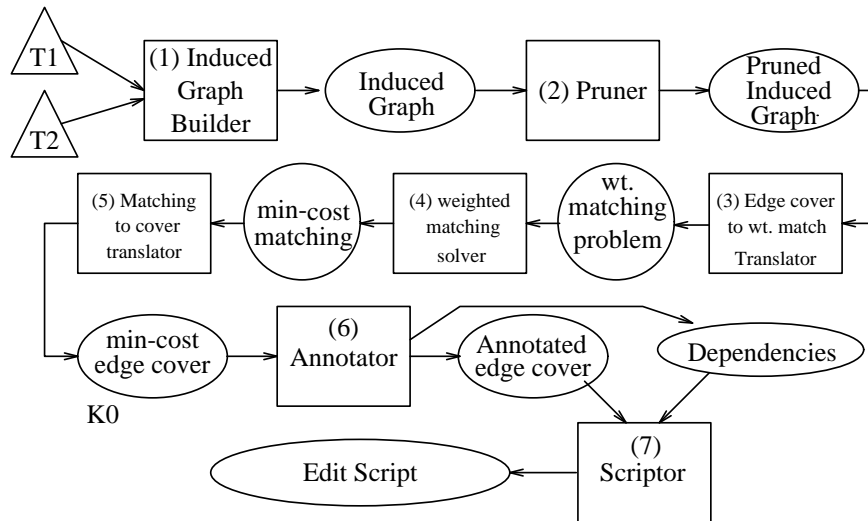 T1
(1) Induced
Graph
Builder
T2
Induced
Graph
(2) Pruner
Pruned
Induced
Graph
(5) Matching
to cover
translator
min-cost
matching
(4) weighted
matching
solver
wt.
matching
problem
(3) Edge cover
to wt. match
Translator
min-cost
edge cover
K0
(6)
Annotator
Annotated
edge cover
Dependencies
Edit Script
(7)
Scriptor